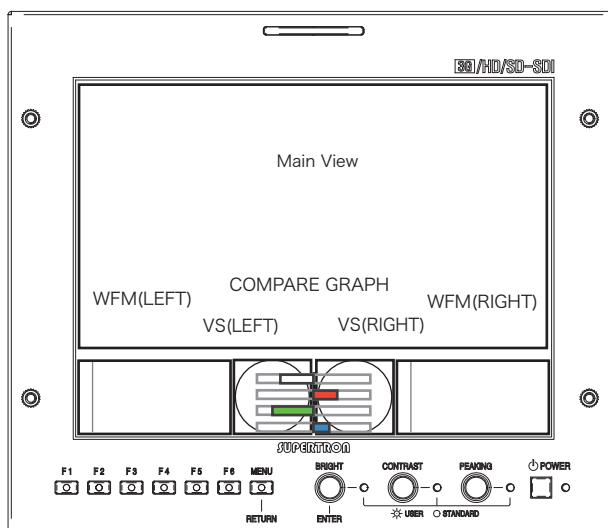 3G/HD/SD-SDI
Main View
COMPARE GRAPH
WFM(LEFT)
WFM(RIGHT)
VS(LEFT)
VS(RIGHT)
SUPERTRON
F1 F2 F3 F4 F5 F6 MENU BRIGHT CONTRAST PEAKING POWER
RETURN ENTER USER STANDARD